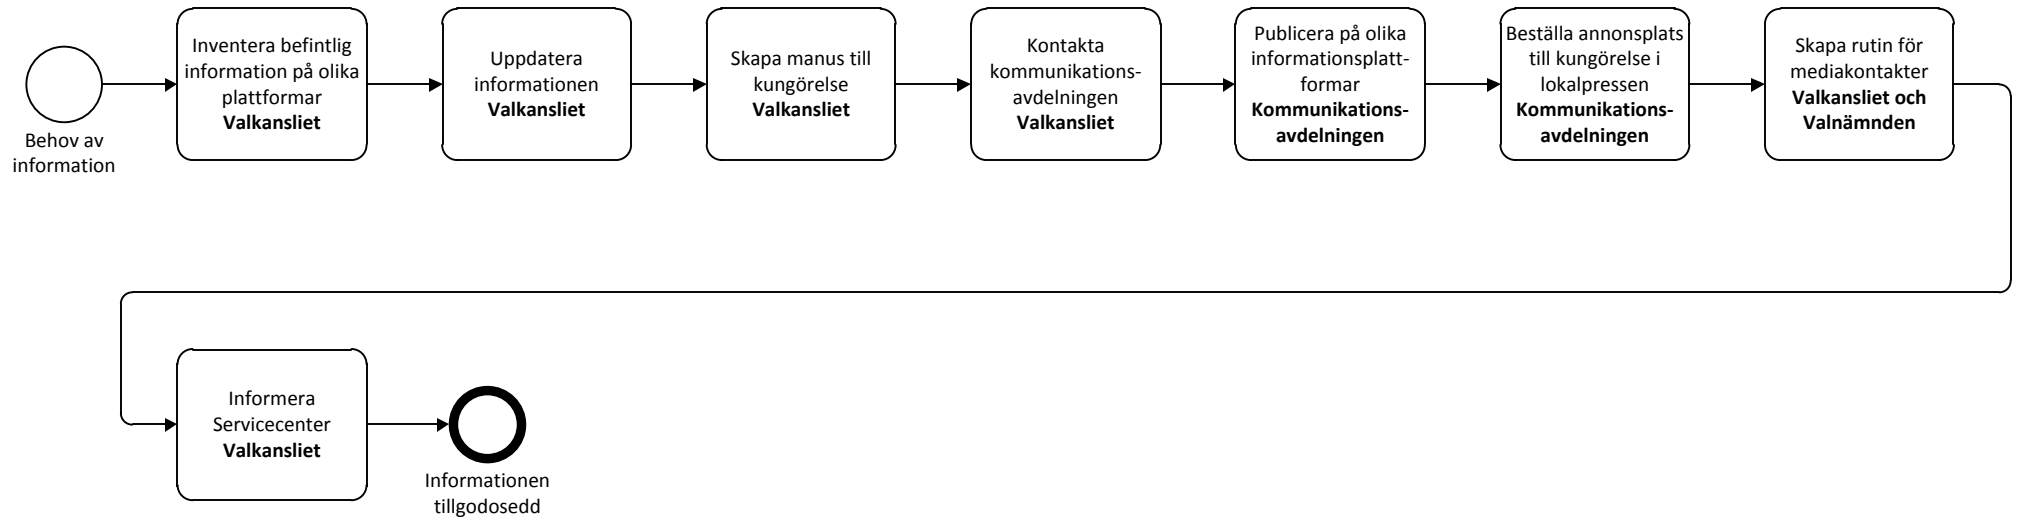 Behov av
information
Inventera befintlig
information på olika
plattformar
Valkansliet
Uppdatera
informationen
Valkansliet
Skapa manus till
kungörelse
Valkansliet
Kontakta
kommunikations-
avdelningen
Valkansliet
Publicera på olika
informationsplatt-
formar
Kommunikations-
avdelningen
Beställa annonsplats
till kungörelse i
lokalpressen
Kommunikations-
avdelningen
Skapa rutin för
mediakontakter
Valkansliet och
Valnämnden
Informera
Servicecenter
Valkansliet
Informationen
tillgodosedd